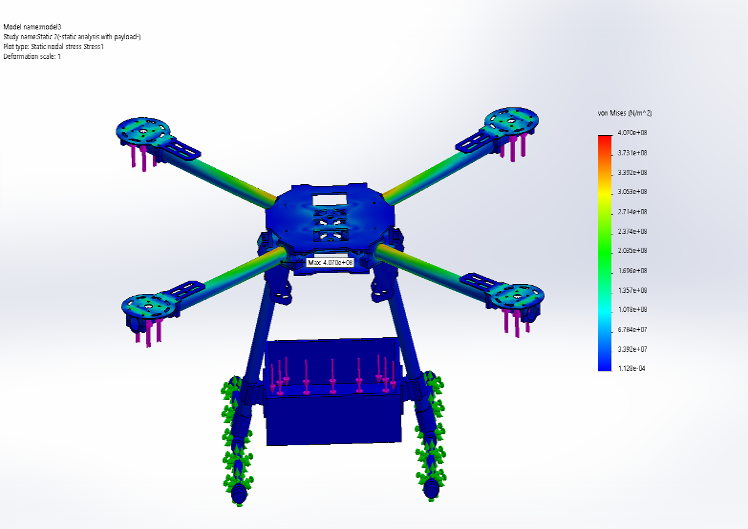 Model name:model3
Study name:Static 2(-static analysis with payload-)
Plot type: Static nodal stress Stress1
Deformation scale: 1
von Mises (N/m^2)
4.070e+08
3.731e+08
3.392e+08
3.053e+08
2.714e+08
2.374e+08
2.035e+08
1.696e+08
1.357e+08
1.018e+08
6.784e+07
3.392e+07
1.128e-04
Max: 4.070e+08